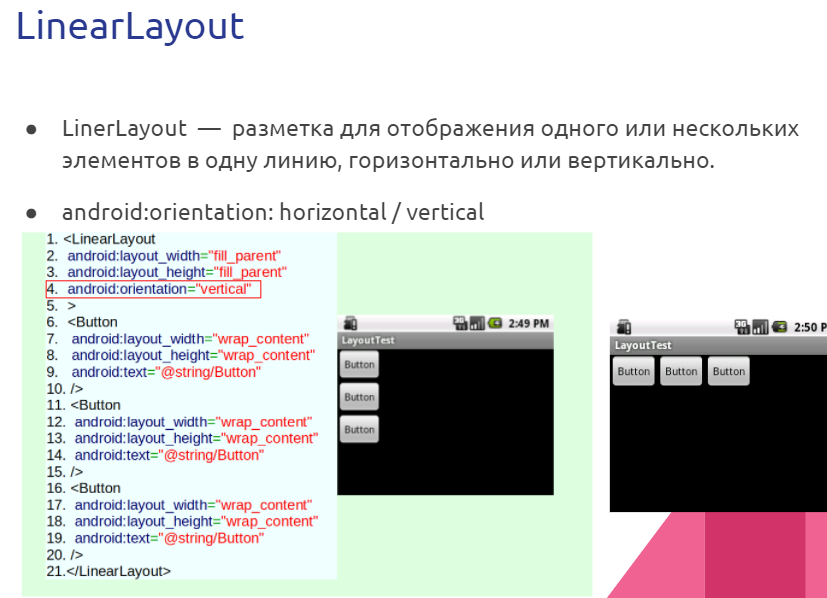 LinearLayout
● LinerLayout — разметка для отображения одного или нескольких
элементов в одну линию, горизонтально или вертикально.
● android:orientation: horizontal / vertical
1. <LinearLayout
2. android:layout_width="fill_parent"
3. android:layout_height="fill_parent"
4. android:orientation="vertical"
5. >
6. <Button
7. android:layout_width="wrap_content"
8. android:layout_height="wrap_content"
9. android:text="@string/Button"
10. />
11. <Button
12. android:layout_width="wrap_content"
13. android:layout_height="wrap_content"
14. android:text="@string/Button"
15. />
16. <Button
17. android:layout_width="wrap_content"
18. android:layout_height="wrap_content"
19. android:text="@string/Button"
20. />
21.</LinearLayout>
3G 2:49 PM
LayoutTest
Button
Button
Button
3G 2:50 P
LayoutTest
Button Button Button